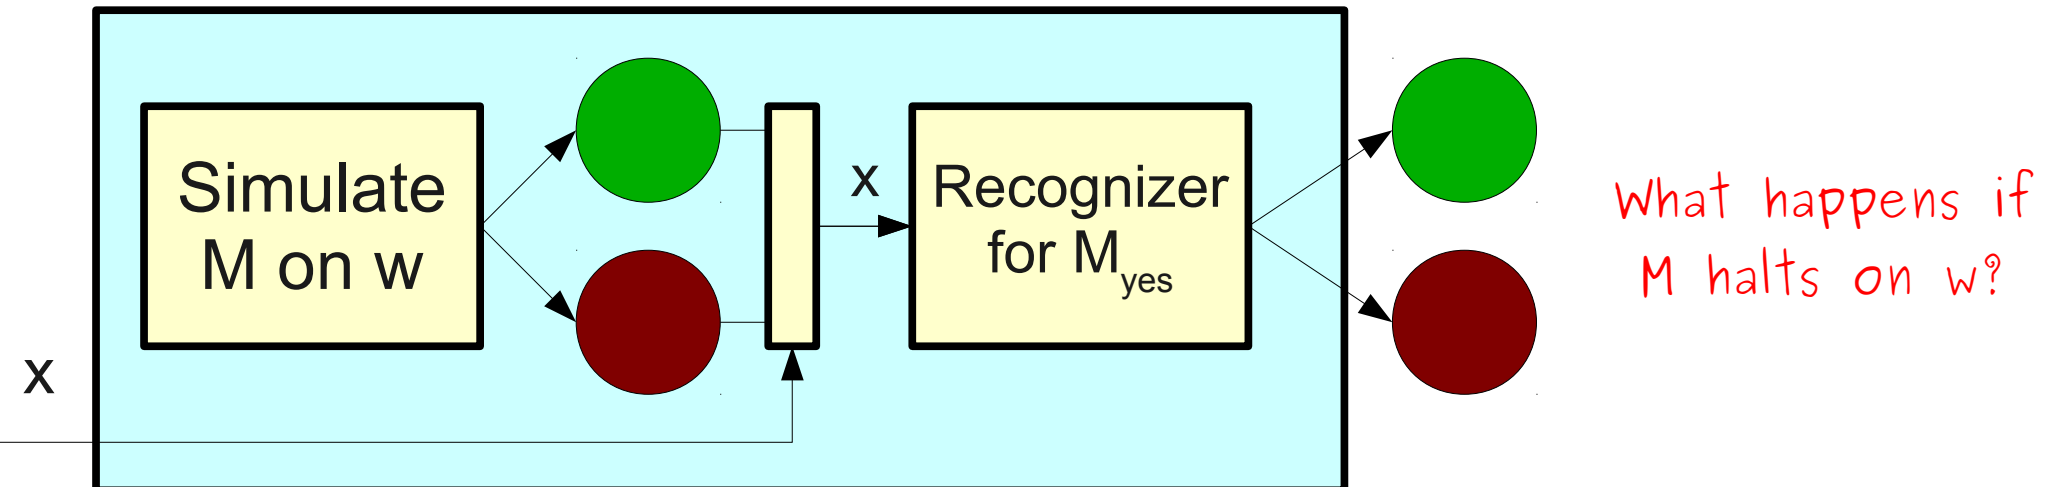 Simulate
M on w
x
x
Recognizer
for Myes
What happens if
M halts on w?